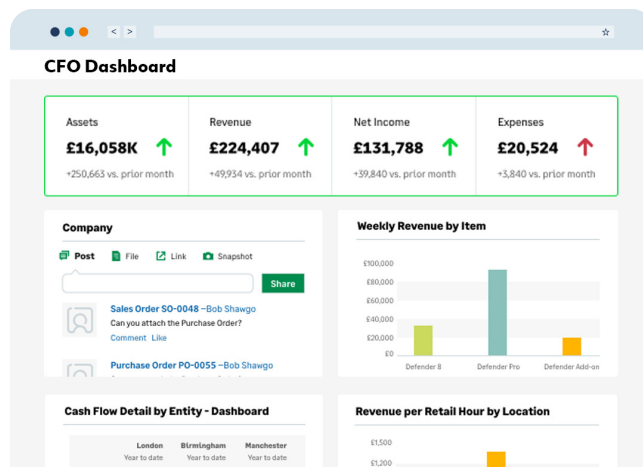 < >
CFO Dashboard
Assets
£16,058K
+250,663 vs. prior month
Revenue
£224,407
+49,934 vs. prior month
Net Income
£131,788
+39,840 vs. prior month
Expenses
£20,524
+3,840 vs. prior month
Company
Post File Link Snapshot
Share
Sales Order SO-0048 –Bob Shawgo
Can you attach the Purchase Order?
Comment Like
Purchase Order PO-0055 –Bob Shawgo
Weekly Revenue by Item
£100,000
£80,000
£60,000
£40,000
£20,000
£0
Defender 8 Defender Pro Defender Add-on
Cash Flow Detail by Entity - Dashboard
London Birmingham Manchester
Year to date Year to date Year to date
Revenue per Retail Hour by Location
£1,500
£1,200